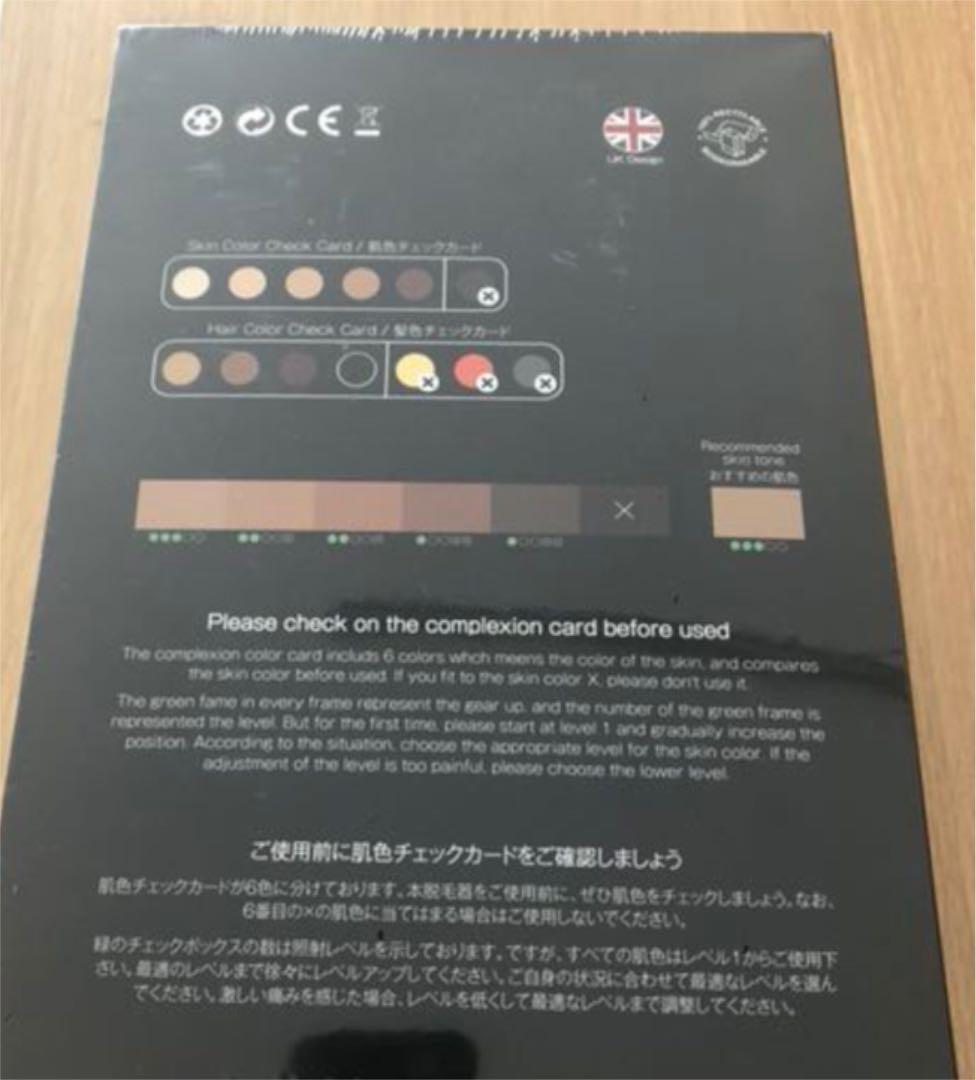 CE
UK Design
100% RECYCLABLE
BIODEGRADABLE
Skin Color Check Card / 肌色チェックカード
Hair Color Check Card / 髪色チェックカード
Recommended
skin tone
おすすめの肌色
Please check on the complexion card before used
The complexion color card includs 6 colors whch meens the color of the skin, and compares
the skin color before used. If you fit to the skin color X, please don't use it.
The green fame in every frame represent the gear up, and the number of the green frame is
represented the level. But for the first time, please start at level 1 and gradually increase the
position. According to the situation, choose the appropriate level for the skin color. If the
adjustment of the level is too painful, please choose the lower level.
ご使用前に肌色チェックカードをご確認しましょう
肌色チェックカードが6色に分けております。本脱毛器をご使用前に、ぜひ肌色をチェックしましょう。なお、
6番目の×の肌色に当てはまる場合はご使用しないでください。
緑のチェックボックスの数は照射レベルを示しております。ですが、すべての肌色はレベル1からご使用下
さい。最適のレベルまで徐々にレベルアップしてください。ご自身の状況に合わせて最適なレベルを選ん
でください。激しい痛みを感じた場合、レベルを低くして最適なレベルまで調整してください。